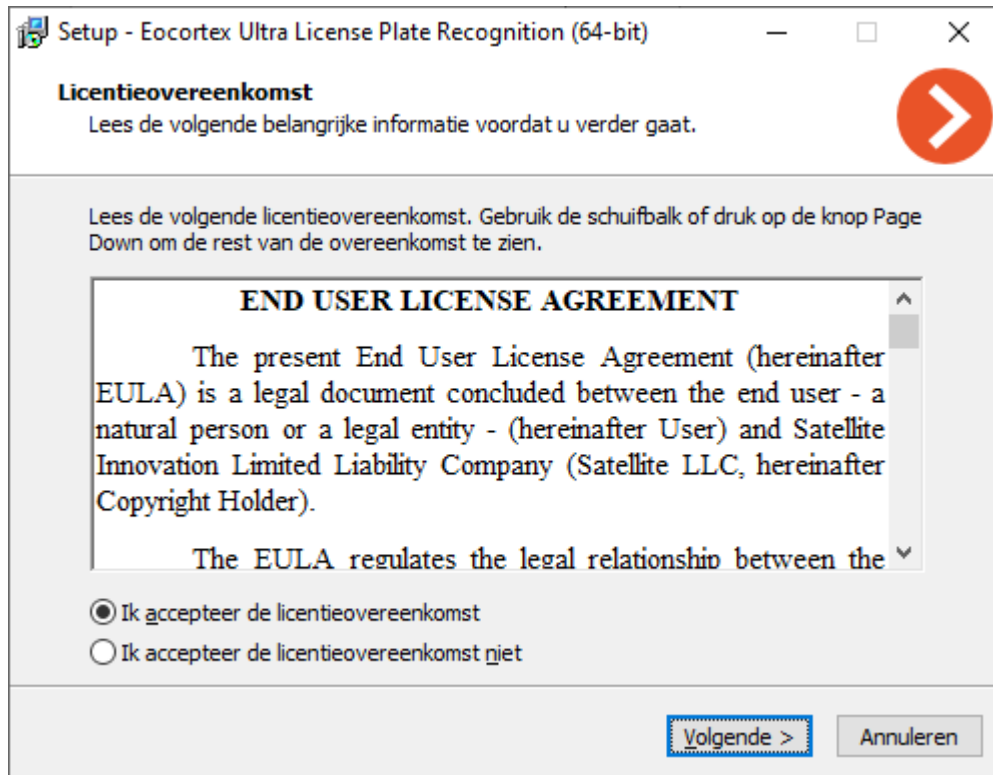 Setup - Eocortex Ultra License Plate Recognition (64-bit)
Licentieovereenkomst
Lees de volgende belangrijke informatie voordat u verder gaat.
Lees de volgende licentieovereenkomst. Gebruik de schuifbalk of druk op de knop Page
Down om de rest van de overeenkomst te zien.
END USER LICENSE AGREEMENT
The present End User License Agreement (hereinafter
EULA) is a legal document concluded between the end user - a
natural person or a legal entity - (hereinafter User) and Satellite
Innovation Limited Liability Company (Satellite LLC, hereinafter
Copyright Holder).
The EULA regulates the legal relationship between the
Ik accepteer de licentieovereenkomst
Ik accepteer de licentieovereenkomst niet
Volgende >
Annuleren